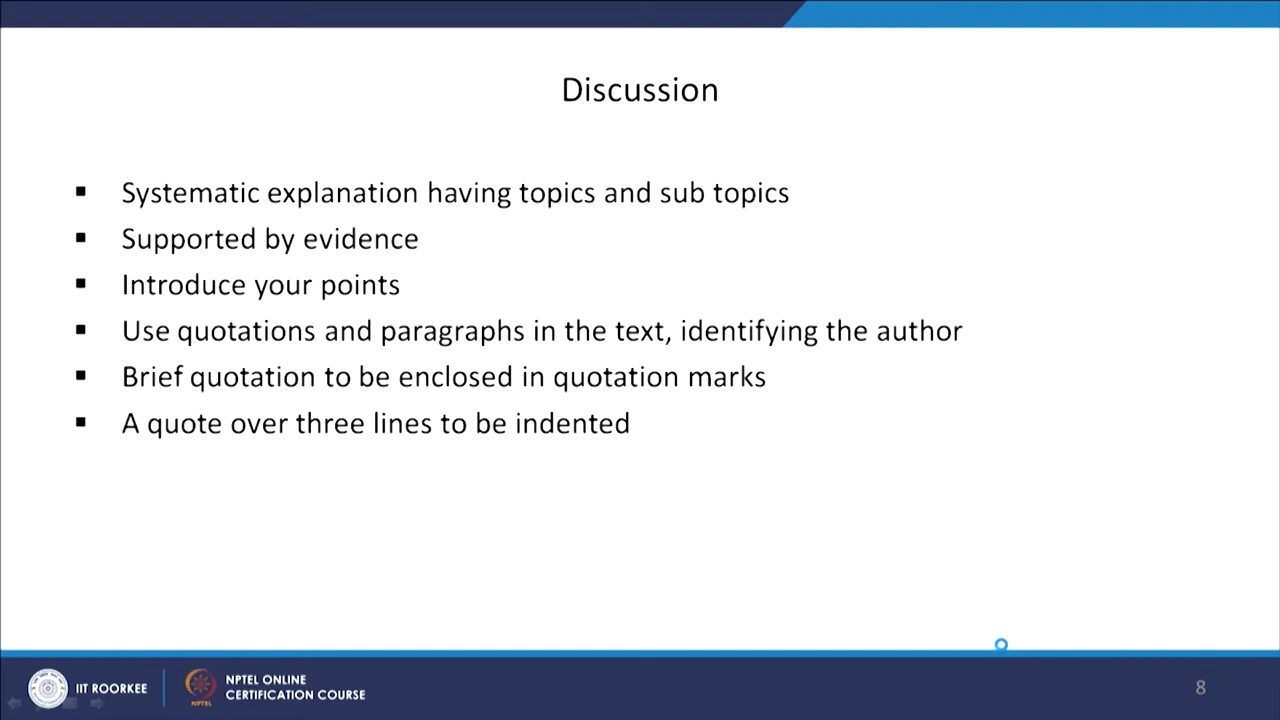 Discussion
Systematic explanation having topics and sub topics
Supported by evidence
Introduce your points
Use quotations and paragraphs in the text, identifying the author
Brief quotation to be enclosed in quotation marks
A quote over three lines to be indented
IIT ROORKEE
NPTEL
NPTEL ONLINE
CERTIFICATION COURSE
8